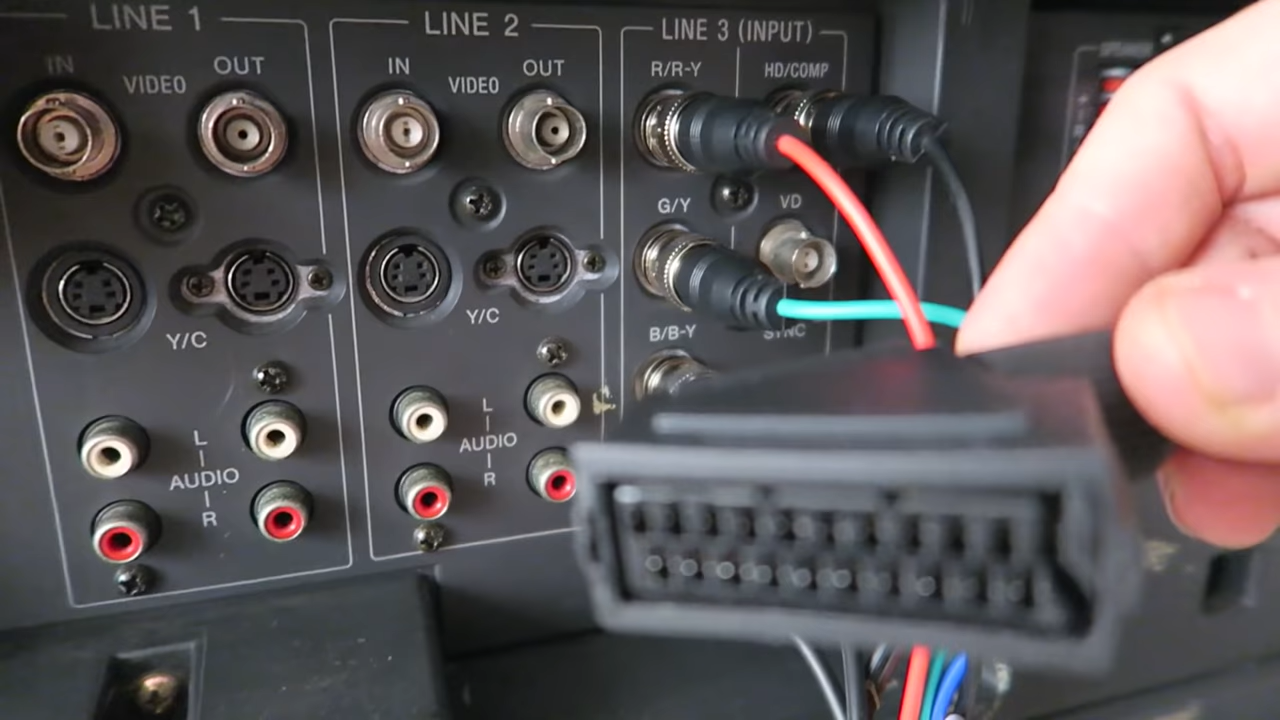 LINE 1
IN
VIDEO
OUT
Y/C
L
AUDIO
R
LINE 2
IN
VIDEO
OUT
Y/C
L
AUDIO
R
LINE 3 (INPUT)
R/R-Y
HD/COMP
G/Y
VD
B/B-Y
SYNC